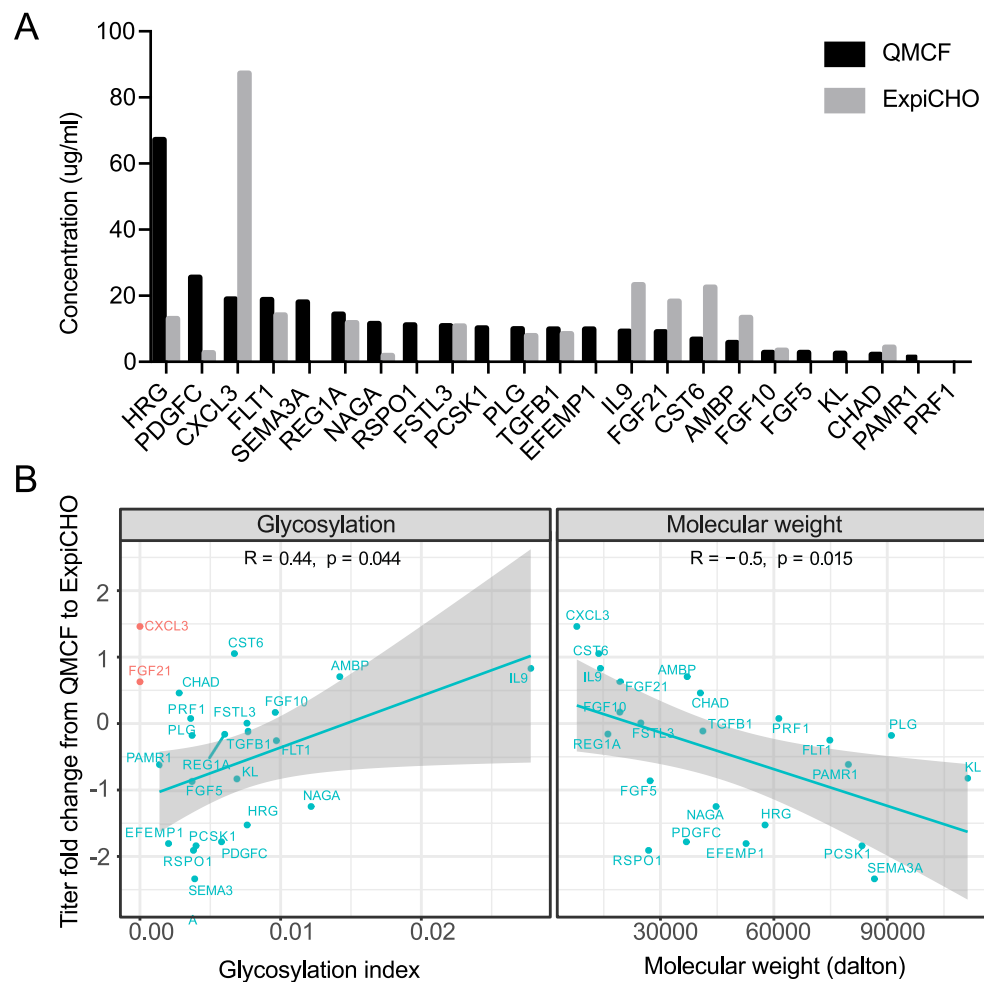 A
100
80
60
40
20
0
Concentration (ug/ml)
QMCF
ExpiCHO
HRG
PDGFC
CXCL3
FLT1
SEMA3A
REG1A
NAGA
RSPO1
FSTL3
PCSK1
PLG
TGFB1
EFEMP1
IL9
FGF21
CST6
AMBP
FGF10
FGF5
KL
CHAD
PAMR1
PRF1
B
Titer fold change from QMCF to ExpiCHO
2
1
0
-1
-2
Glycosylation
R = 0.44, p = 0.044
CXCL3
CST6
FGF21
AMBP
IL9
CHAD
PRF1
FSTL3
FGF10
PLG
TGFB1
FLT1
PAMR1
REG1A
KL
FGF5
NAGA
HRG
EFEMP1
PCSK1
RSPO1
PDGFC
SEMA3
A
0.00
0.01
0.02
Glycosylation index
Molecular weight
R = −0.5, p = 0.015
CXCL3
CST6
IL9
FGF21
AMBP
CHAD
FGF10
FSTL3
TGFB1
PRF1
PLG
REG1A
FLT1
PAMR1
KL
FGF5
NAGA
HRG
PDGFC
RSPO1
EFEMP1
PCSK1
SEMA3A
30000
60000
90000
Molecular weight (dalton)